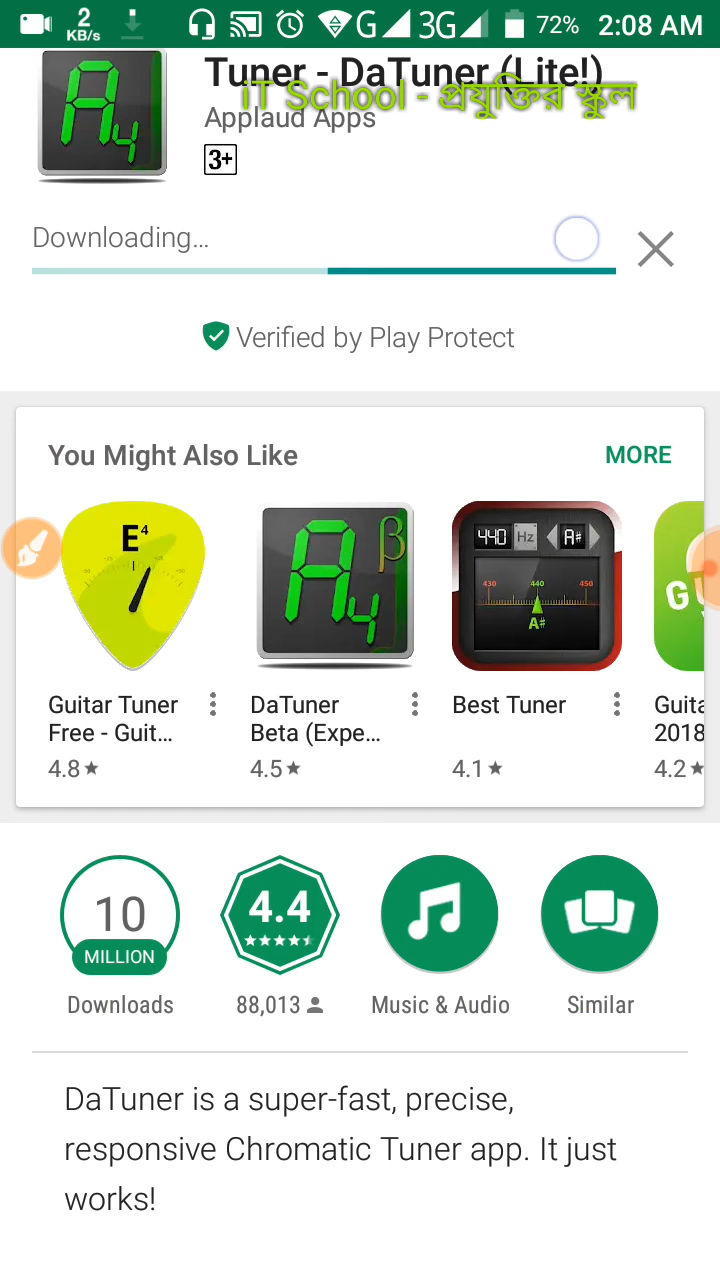 2
KB/s
G
3G
72%
2:08 AM
A4
Tuner - DaTuner (Lite!)
iT School - প্রযুক্তির স্কুল
Applaud Apps
3+
Downloading...
Verified by Play Protect
You Might Also Like
MORE
E4
A4
β
440
Hz
A#
430
440
450
A#
G
Guitar Tuner
Free - Guit...
4.8★
DaTuner
Beta (Expe...
4.5★
Best Tuner
4.1★
Guita
2018
4.2★
10
MILLION
Downloads
4.4
88,013
Music & Audio
Similar
DaTuner is a super-fast, precise,
responsive Chromatic Tuner app. It just
works!